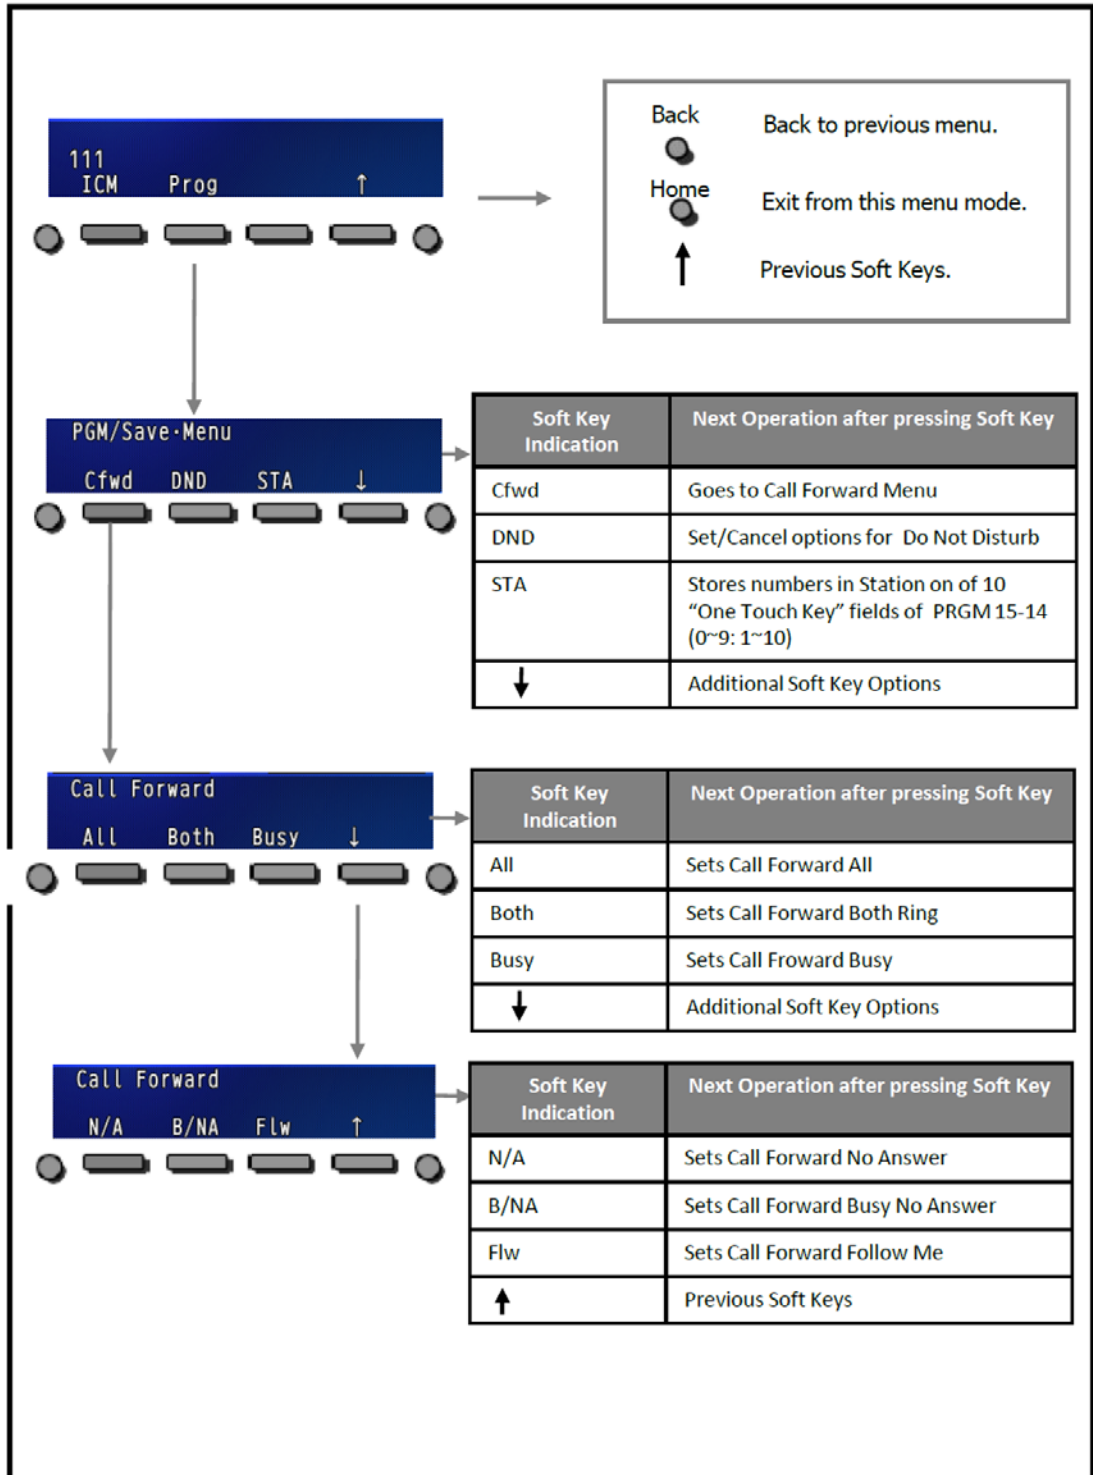 111
ICM Prog ↑
Back
Back to previous menu.
Home
Exit from this menu mode.
Previous Soft Keys.
PGM/Save·Menu
Cfwd DND STA ↓
Soft Key Next Operation after pressing Soft Key
Indication
Cfwd Goes to Call Forward Menu
DND Set/Cancel options for Do Not Disturb
STA Stores numbers in Station on of 10
“One Touch Key” fields of PRGM 15-14
(0~9: 1~10)
↓ Additional Soft Key Options
Call Forward
All Both Busy ↓
Soft Key Next Operation after pressing Soft Key
Indication
All Sets Call Forward All
Both Sets Call Forward Both Ring
Busy Sets Call Froward Busy
↓ Additional Soft Key Options
Call Forward
N/A B/NA Flw ↑
Soft Key Next Operation after pressing Soft Key
Indication
N/A Sets Call Forward No Answer
B/NA Sets Call Forward Busy No Answer
Flw Sets Call Forward Follow Me
↑ Previous Soft Keys